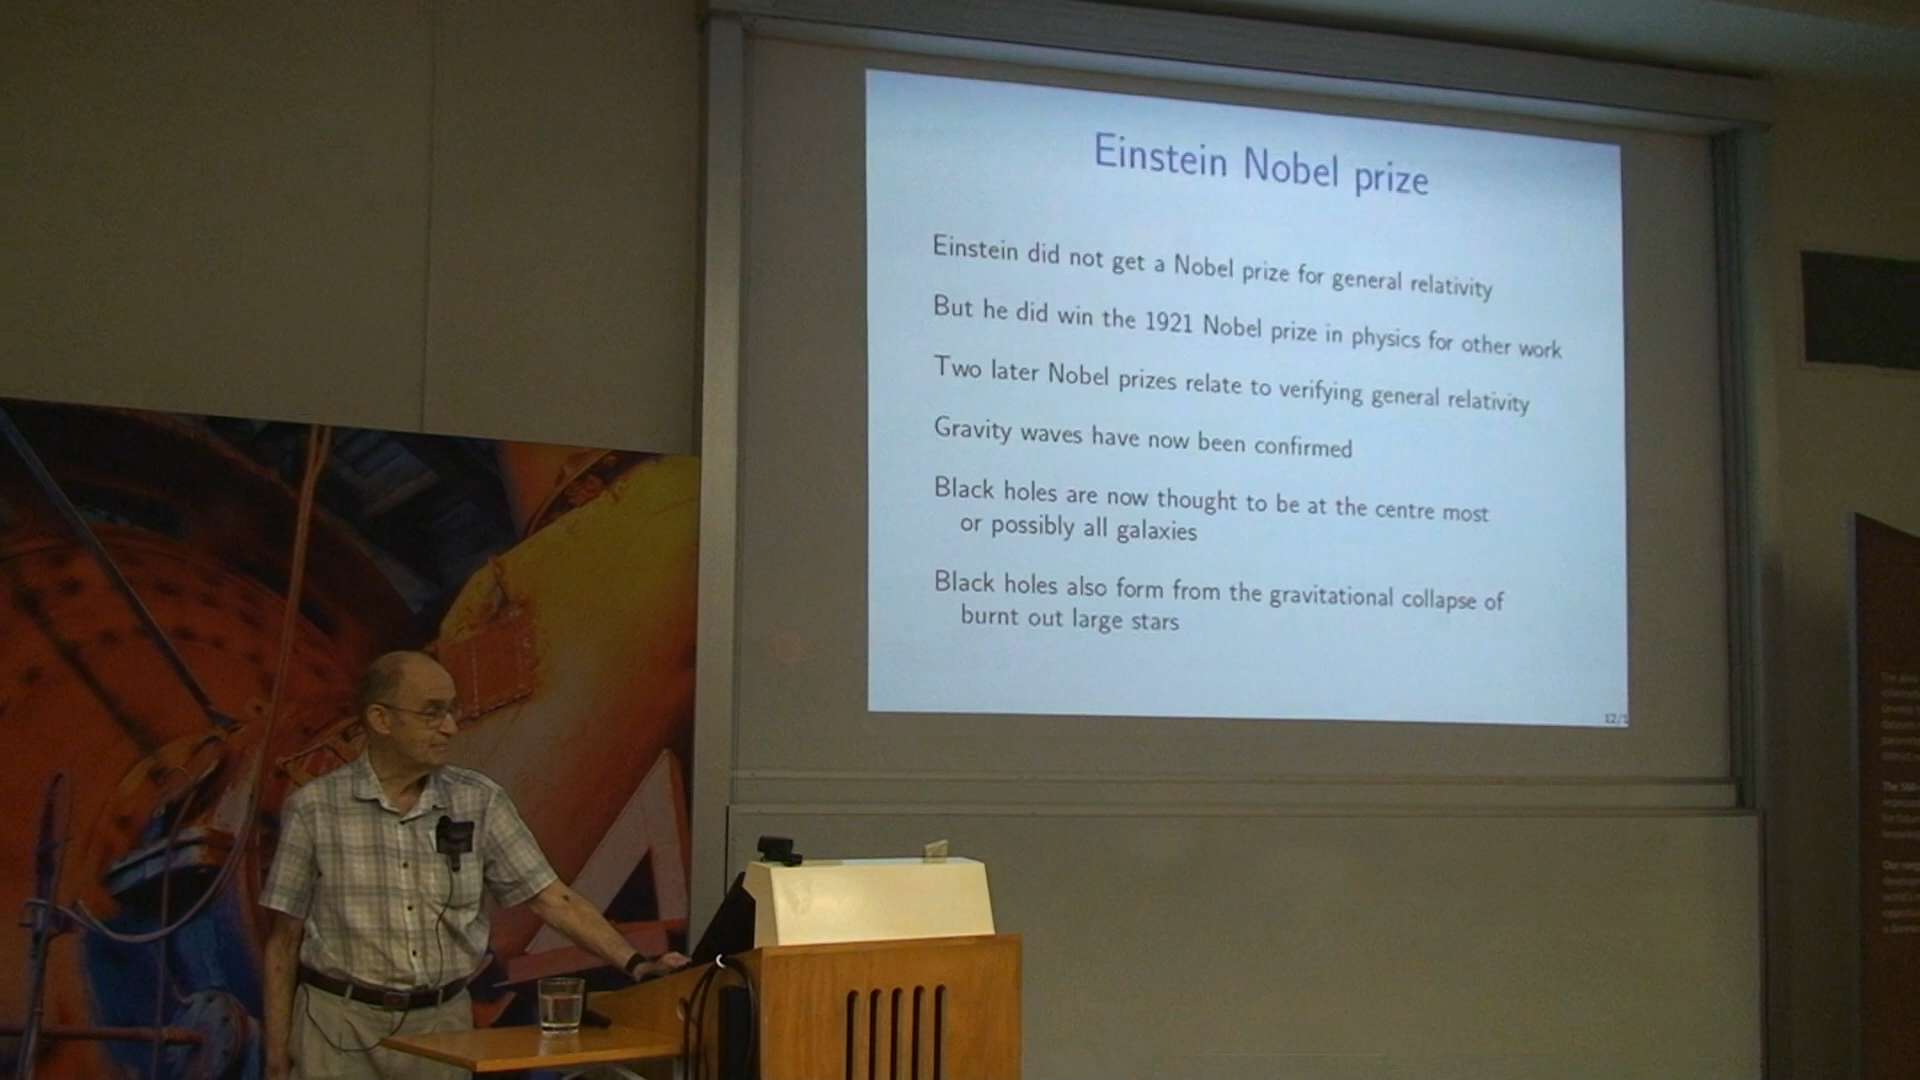 Einstein Nobel prize
Einstein did not get a Nobel prize for general relativity
But he did win the 1921 Nobel prize in physics for other work
Two later Nobel prizes relate to verifying general relativity
Gravity waves have now been confirmed
Black holes are now thought to be at the centre most
or possibly all galaxies
Black holes also form from the gravitational collapse of
burnt out large stars
12/1